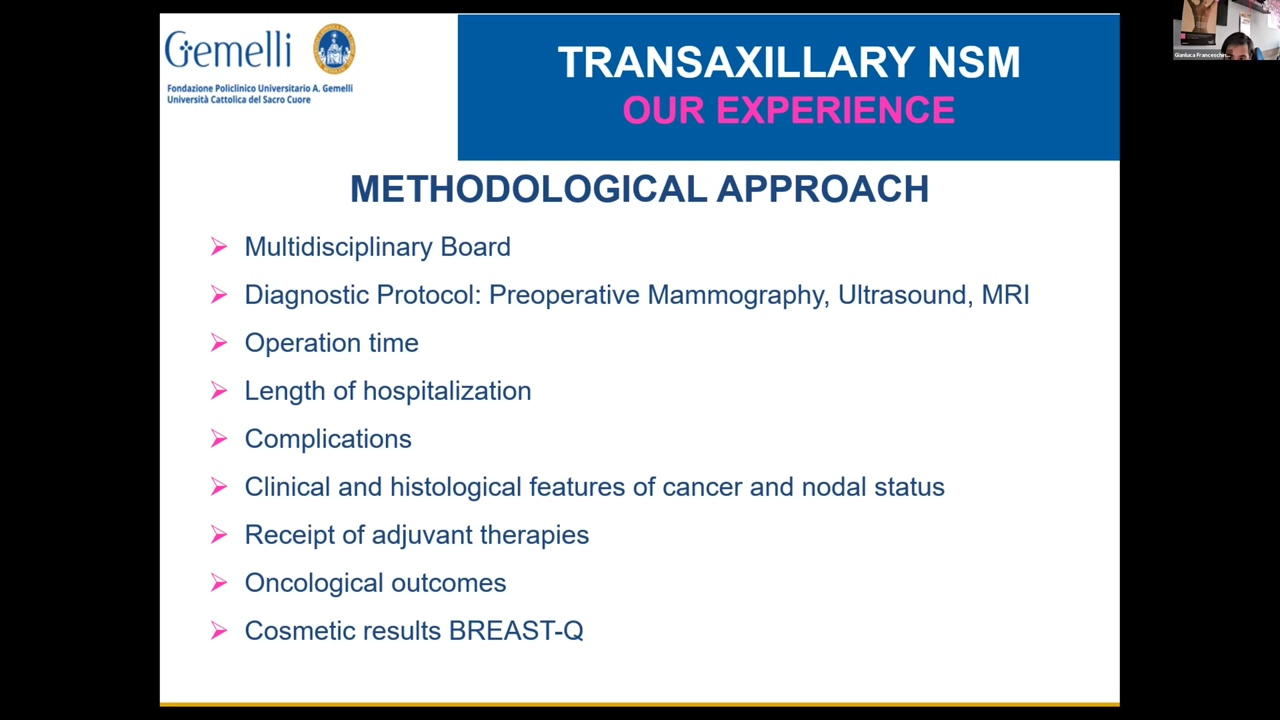 Gemelli
Fondazione Policlinico Universitario A. Gemelli
Università Cattolica del Sacro Cuore
TRANSAXILLARY NSM
OUR EXPERIENCE
METHODOLOGICAL APPROACH
Multidisciplinary Board
Diagnostic Protocol: Preoperative Mammography, Ultrasound, MRI
Operation time
Length of hospitalization
Complications
Clinical and histological features of cancer and nodal status
Receipt of adjuvant therapies
Oncological outcomes
Cosmetic results BREAST-Q
Gianluca